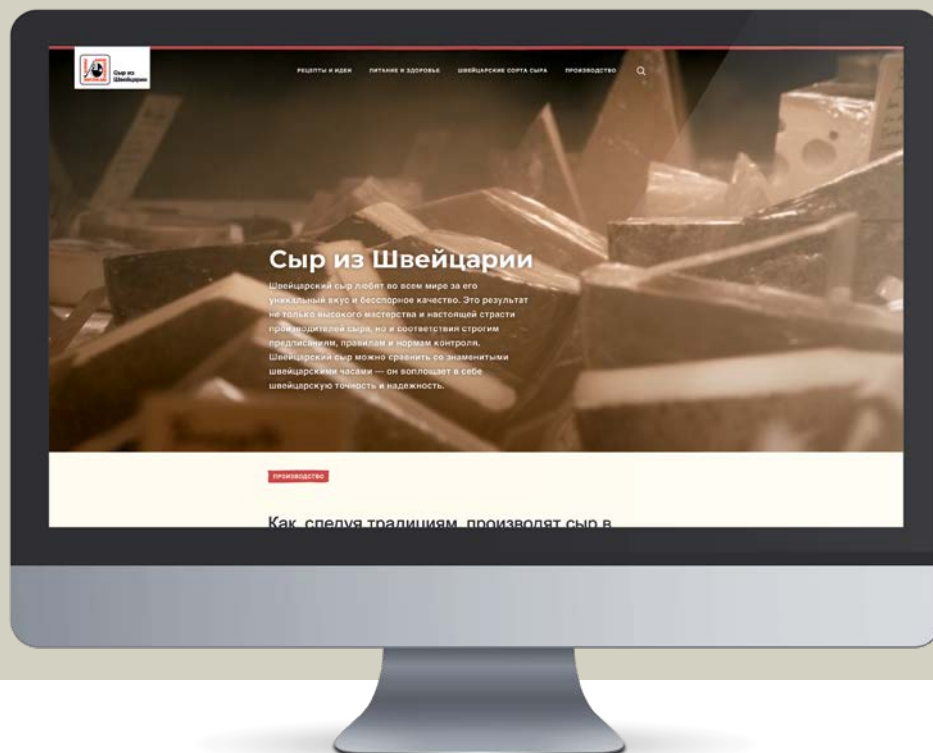 Сыр из
Швейцарии
РЕЦЕПТЫ И ИДЕИ
ПИТАНИЕ И ЗДОРОВЬЕ
ШВЕЙЦАРСКИЕ СОРТА СЫРА
ПРОИЗВОДСТВО
Сыр из Швейцарии
Швейцарский сыр любят во всем мире за его
уникальный вкус и бесспорное качество. Это результат
не только высокого мастерства и настоящей страсти
производителей сыра, но и соответствия строгим
предписаниям, правилам и нормам контроля.
Швейцарский сыр можно сравнить со знаменитыми
швейцарскими часами — он воплощает в себе
швейцарскую точность и надежность.
ПРОИЗВОДСТВО
Как, следуя традициям, производят сыр в